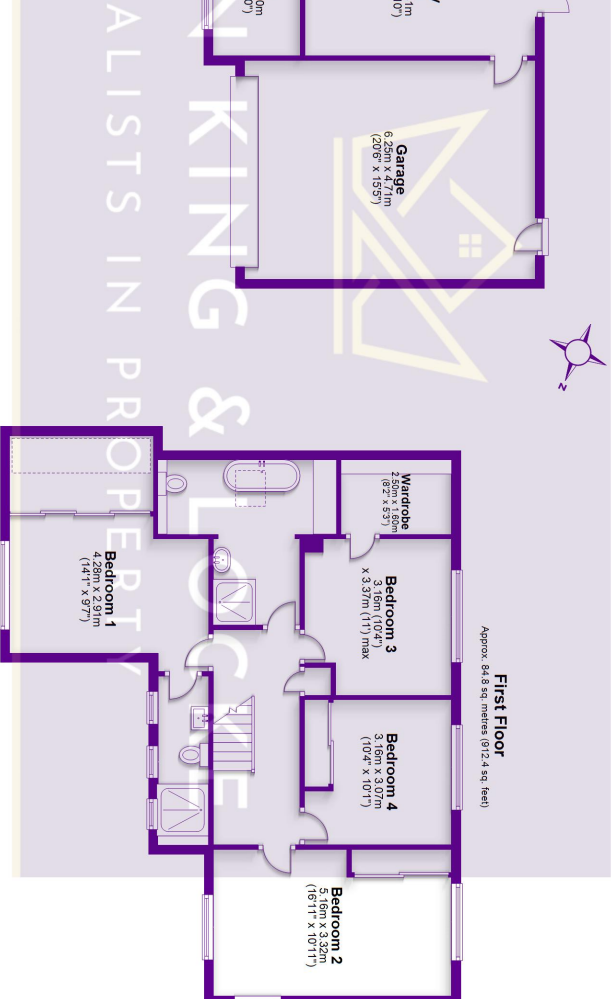 First Floor
Approx. 84.8 sq. metres (912.4 sq. feet)
Garage
6.25m x 4.71m
(20'6" x 15'5")
Wardrobe
2.50m x 1.60m
(8'2" x 5'3")
Bedroom 3
3.16m (10'4")
x 3.37m (11') max
Bedroom 4
3.16m x 3.07m
(10'4" x 10'1")
Bedroom 2
5.16m x 3.32m
(16'11" x 10'11")
Bedroom 1
4.28m x 2.91m
(14'1" x 9'7")
N
N KING & LOCKE
ALISTS IN PROPERTY